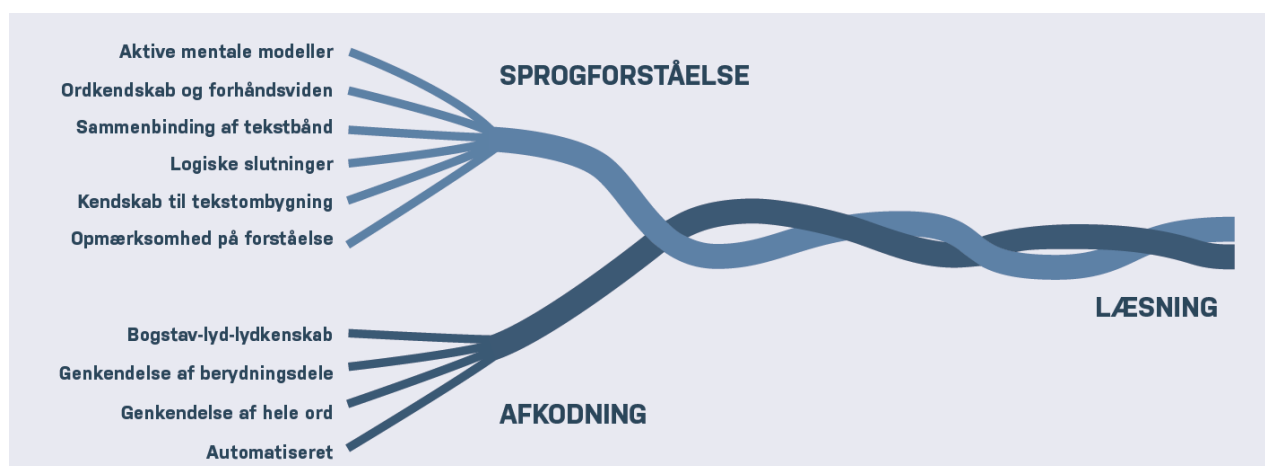 Aktive mentale modeller
Ordkendskab og forhåndsviden
Sammenbinding af tekstbånd
Logiske slutninger
Kendskab til tekstombygning
Opmærksomhed på forståelse
SPROGFORSTÅELSE
Bogstav-lyd-lydkenskab
Genkendelse af berydningsdele
Genkendelse af hele ord
Automatiseret
AFKODNING
LÆSNING